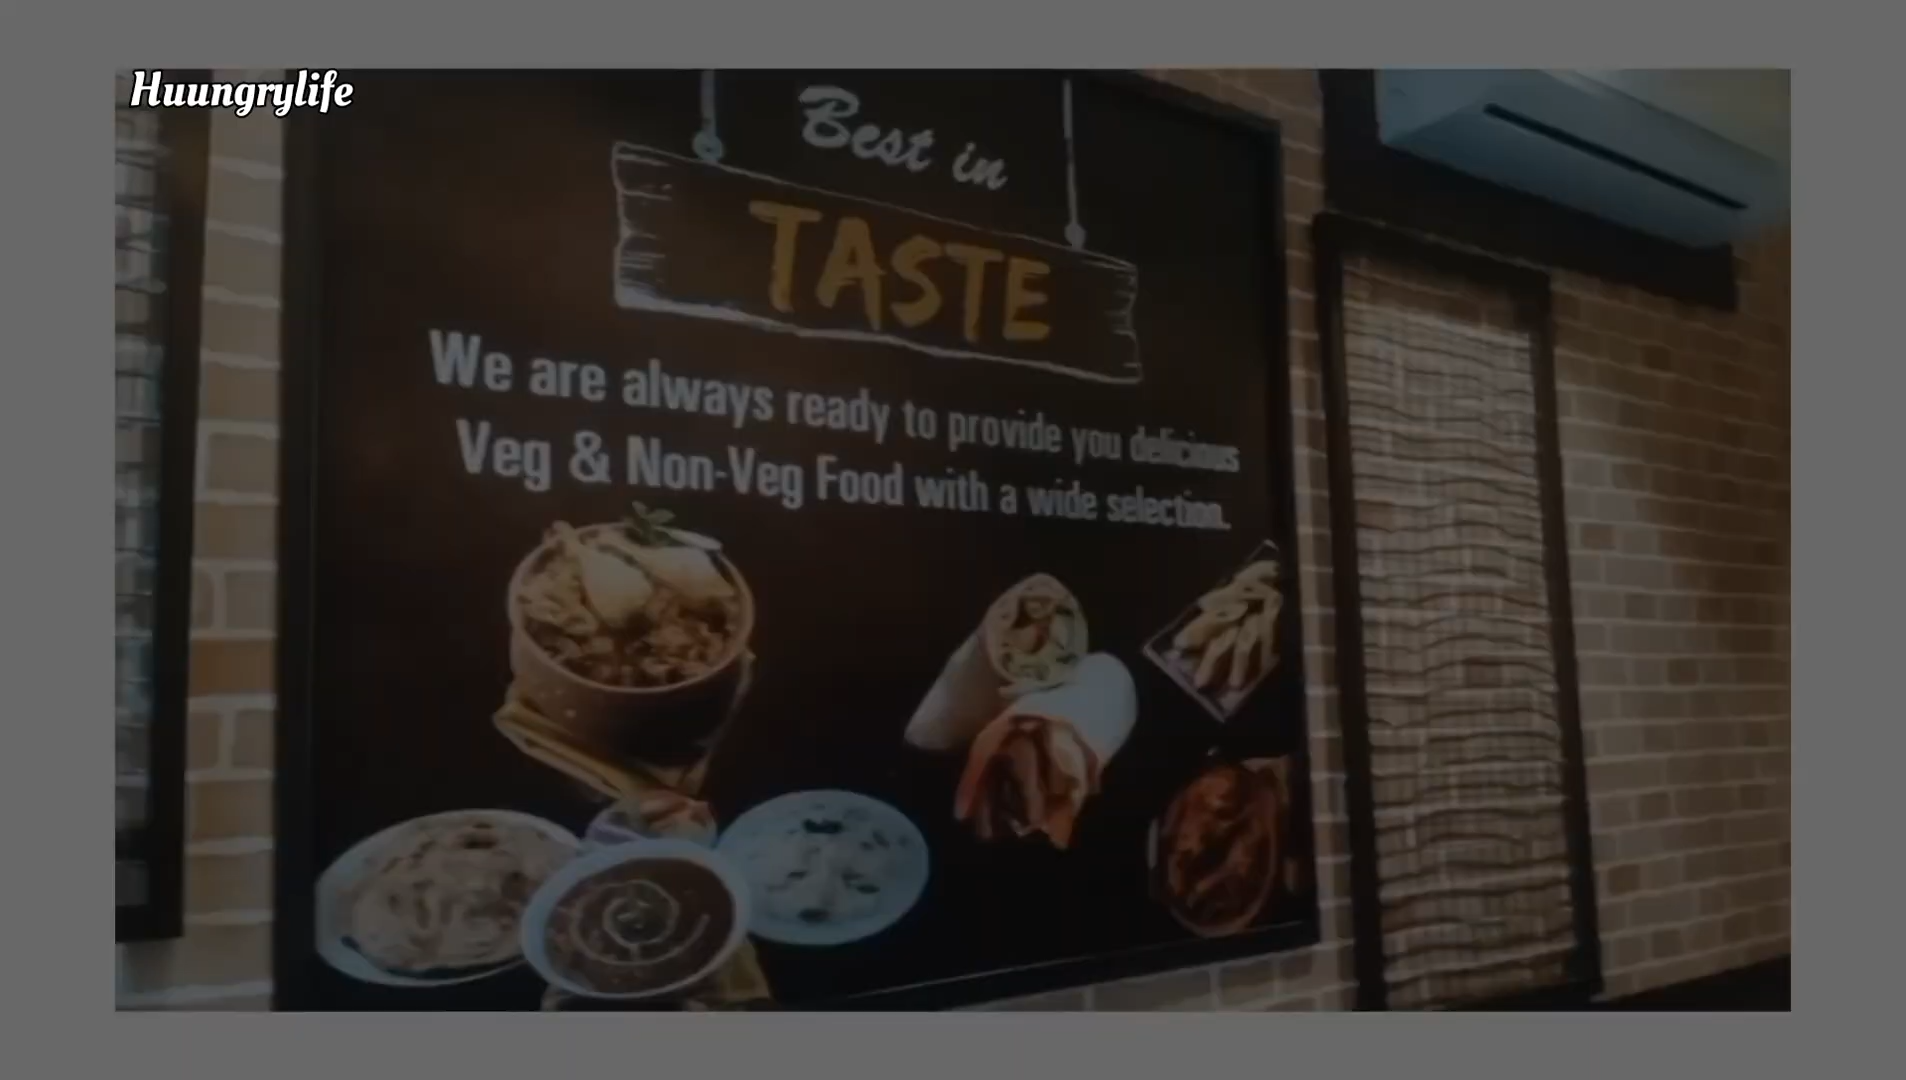 Huungrylife
Best in
TASTE
We are always ready to provide you delicious
Veg & Non-Veg Food with a wide selection.